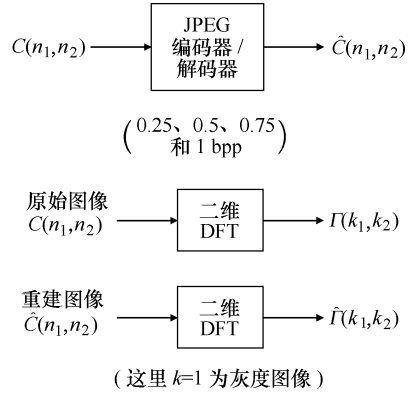 JPEG
C(n₁,n₂) 编码器 / Ĉ(n₁,n₂)
解码器
(0.25、0.5、0.75
和 1 bpp)
原始图像 二维
C(n₁,n₂) DFT Γ(k₁,k₂)
重建图像 二维
Ĉ(n₁,n₂) DFT Γ̂(k₁,k₂)
( 这里 k=1 为灰度图像 )